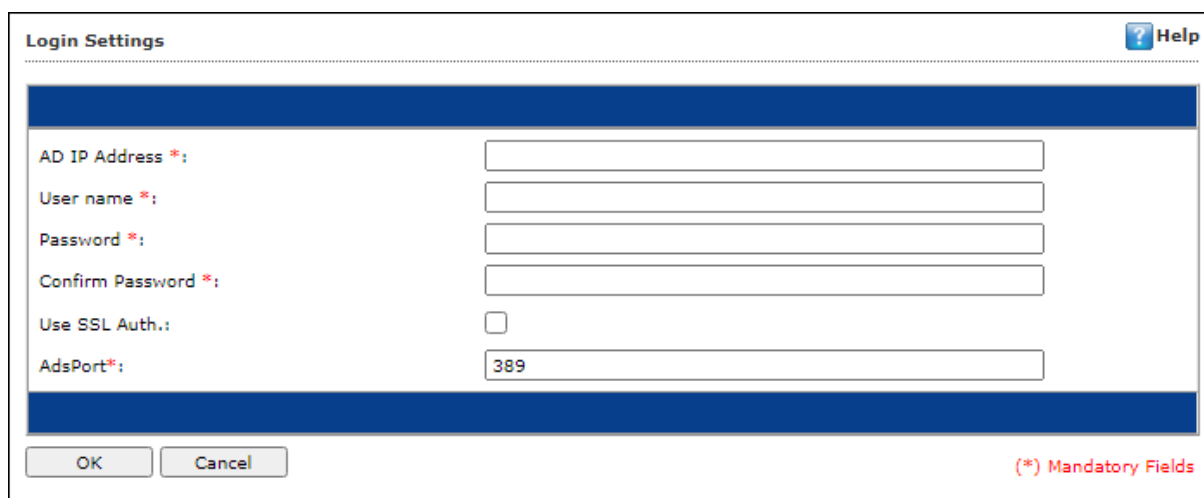 Login Settings
? Help
AD IP Address *:
User name *:
Password *:
Confirm Password *:
Use SSL Auth.:
AdsPort*: 389
OK Cancel
(*) Mandatory Fields